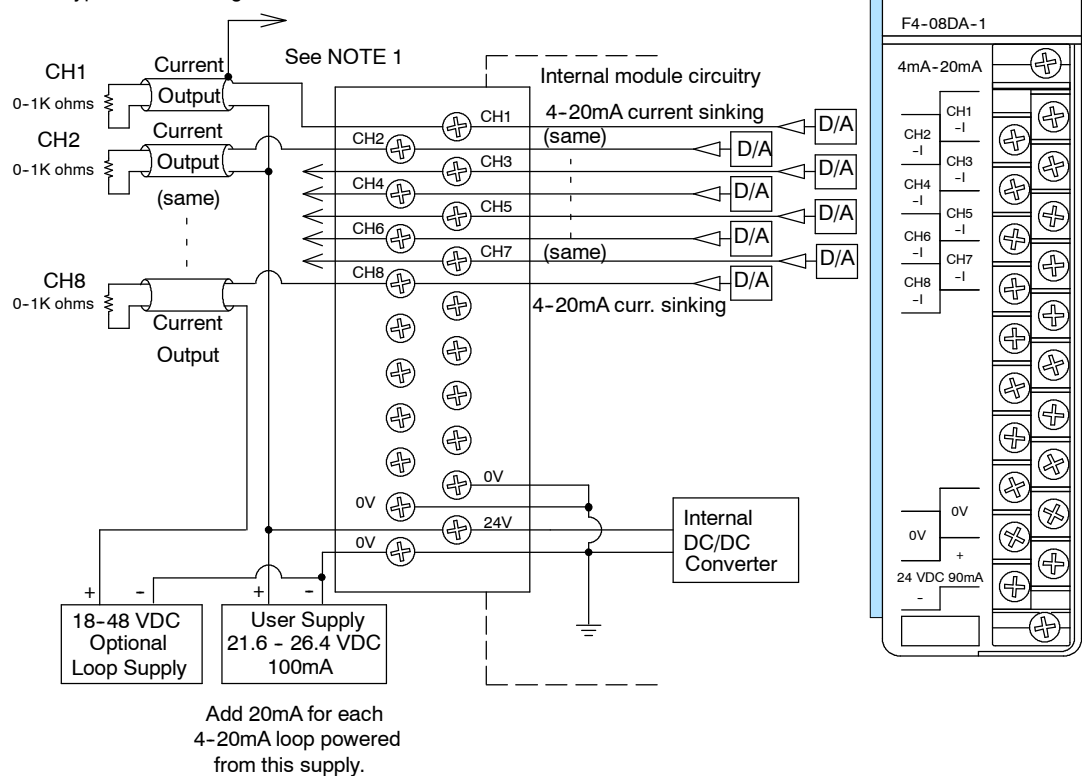 See NOTE 1
CH1
0-1K ohms
Current
Output
CH2
0-1K ohms
Current
Output
(same)
CH8
0-1K ohms
Current
Output
Internal module circuitry
CH1
4-20mA current sinking
D/A
CH2
(same)
D/A
CH3
D/A
CH4
D/A
CH5
D/A
CH6
D/A
CH7
(same)
D/A
CH8
D/A
4-20mA curr. sinking
0V
0V
24V
0V
Internal
DC/DC
Converter
+ -
18-48 VDC
Optional
Loop Supply
+ -
User Supply
21.6 - 26.4 VDC
100mA
Add 20mA for each
4-20mA loop powered
from this supply.
F4-08DA-1
4mA-20mA
CH1
-I
CH2
-I
CH3
-I
CH4
-I
CH5
-I
CH6
-I
CH7
-I
CH8
-I
0V
0V
+
24 VDC 90mA
-